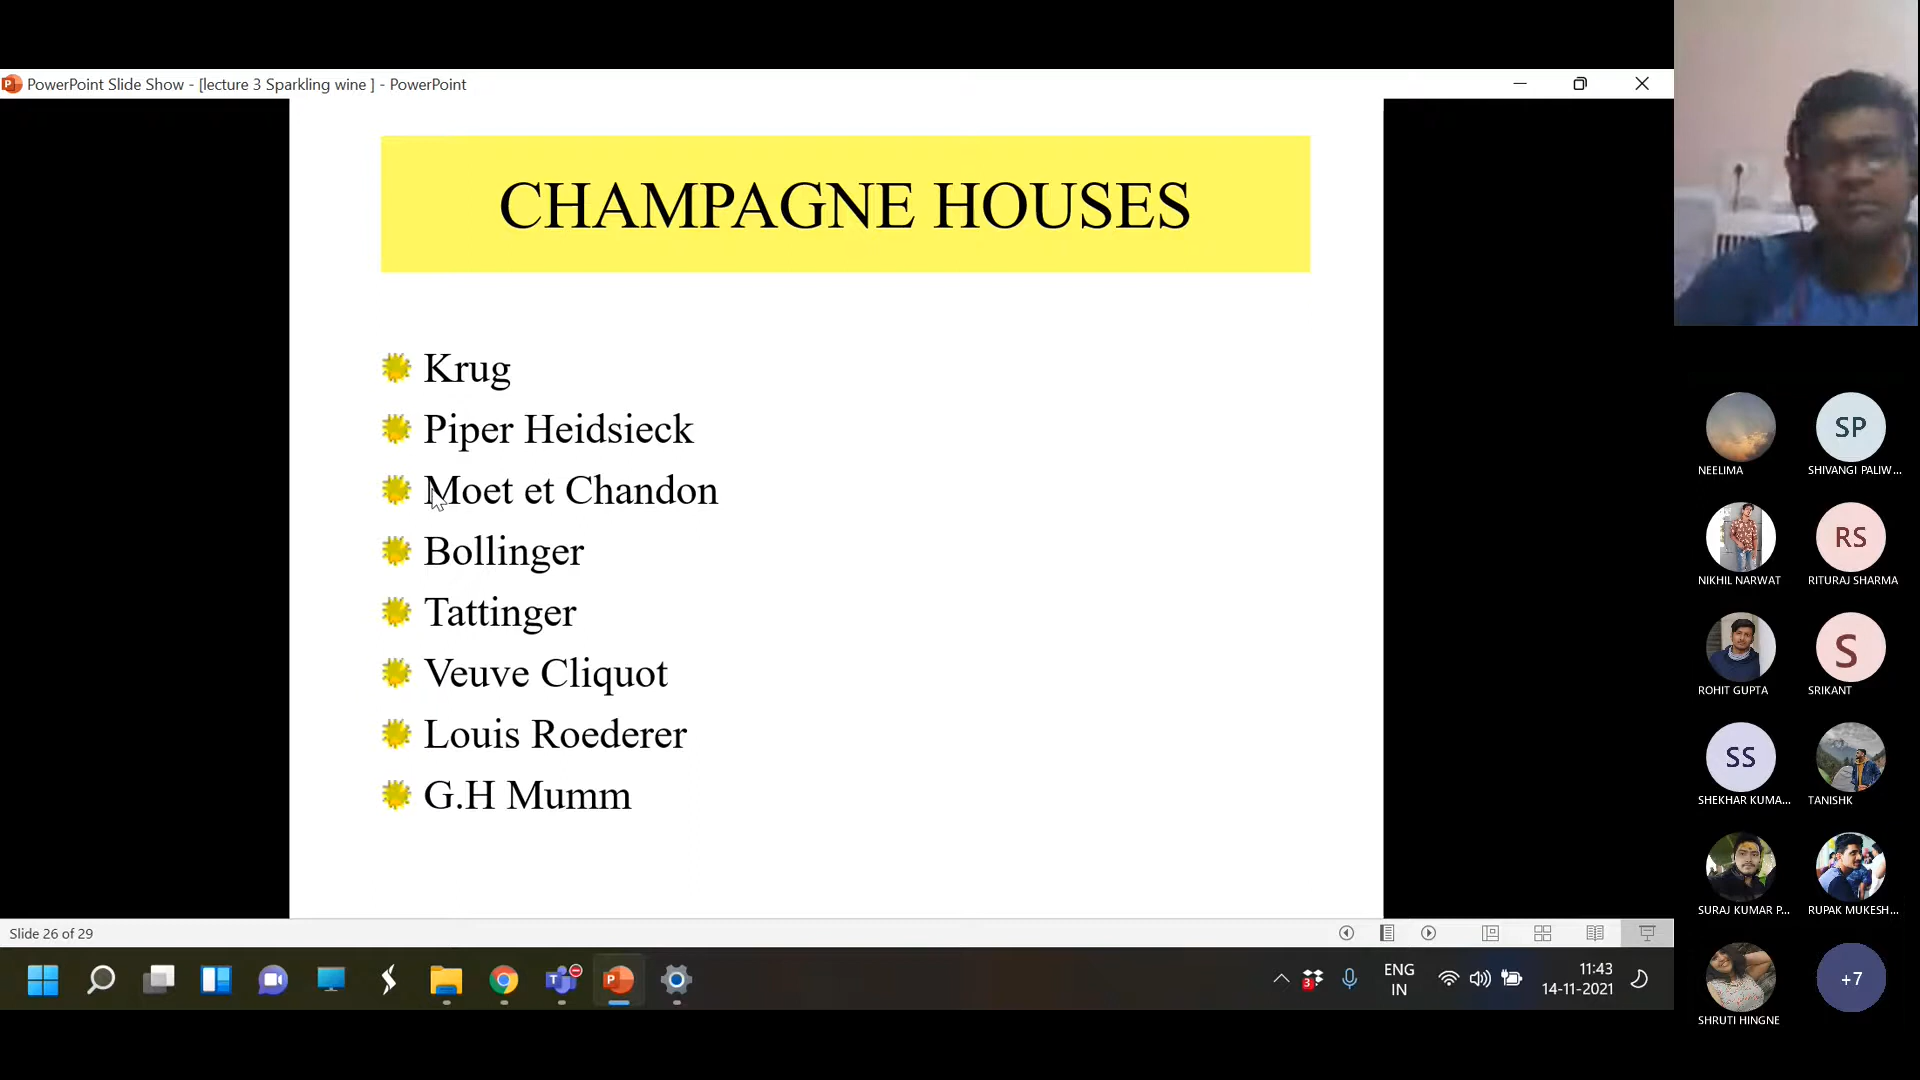 PowerPoint Slide Show - [lecture 3 Sparkling wine ] - PowerPoint
CHAMPAGNE HOUSES
Krug
Piper Heidsieck
Moet et Chandon
Bollinger
Tattinger
Veuve Cliquot
Louis Roederer
G.H Mumm
Slide 26 of 29
3
ENG
IN
11:43
14-11-2021
NEELIMA
SP
SHIVANGI PALIW...
NIKHIL NARWAT
RS
RITURAJ SHARMA
ROHIT GUPTA
S
SRIKANT
SS
SHEKHAR KUMA...
TANISHK
SURAJ KUMAR P...
RUPAK MUKESH...
SHRUTI HINGNE
+7